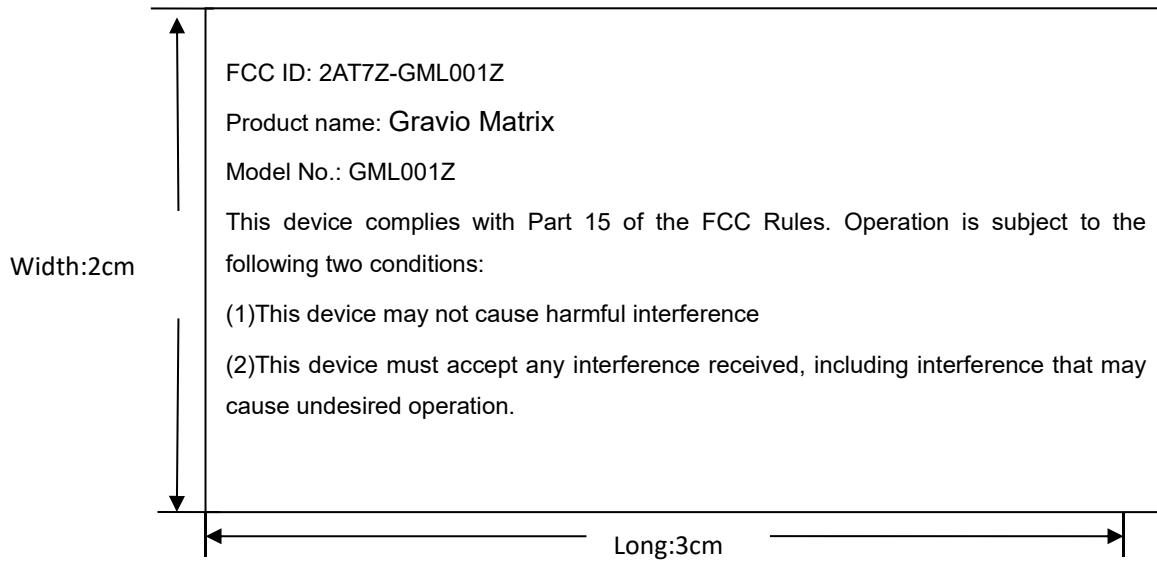 FCC ID: 2AT7Z-GML001Z
Product name: Gravio Matrix
Model No.: GML001Z
This device complies with Part 15 of the FCC Rules. Operation is subject to the
following two conditions:
(1)This device may not cause harmful interference
(2)This device must accept any interference received, including interference that may
cause undesired operation.
Width:2cm
Long:3cm